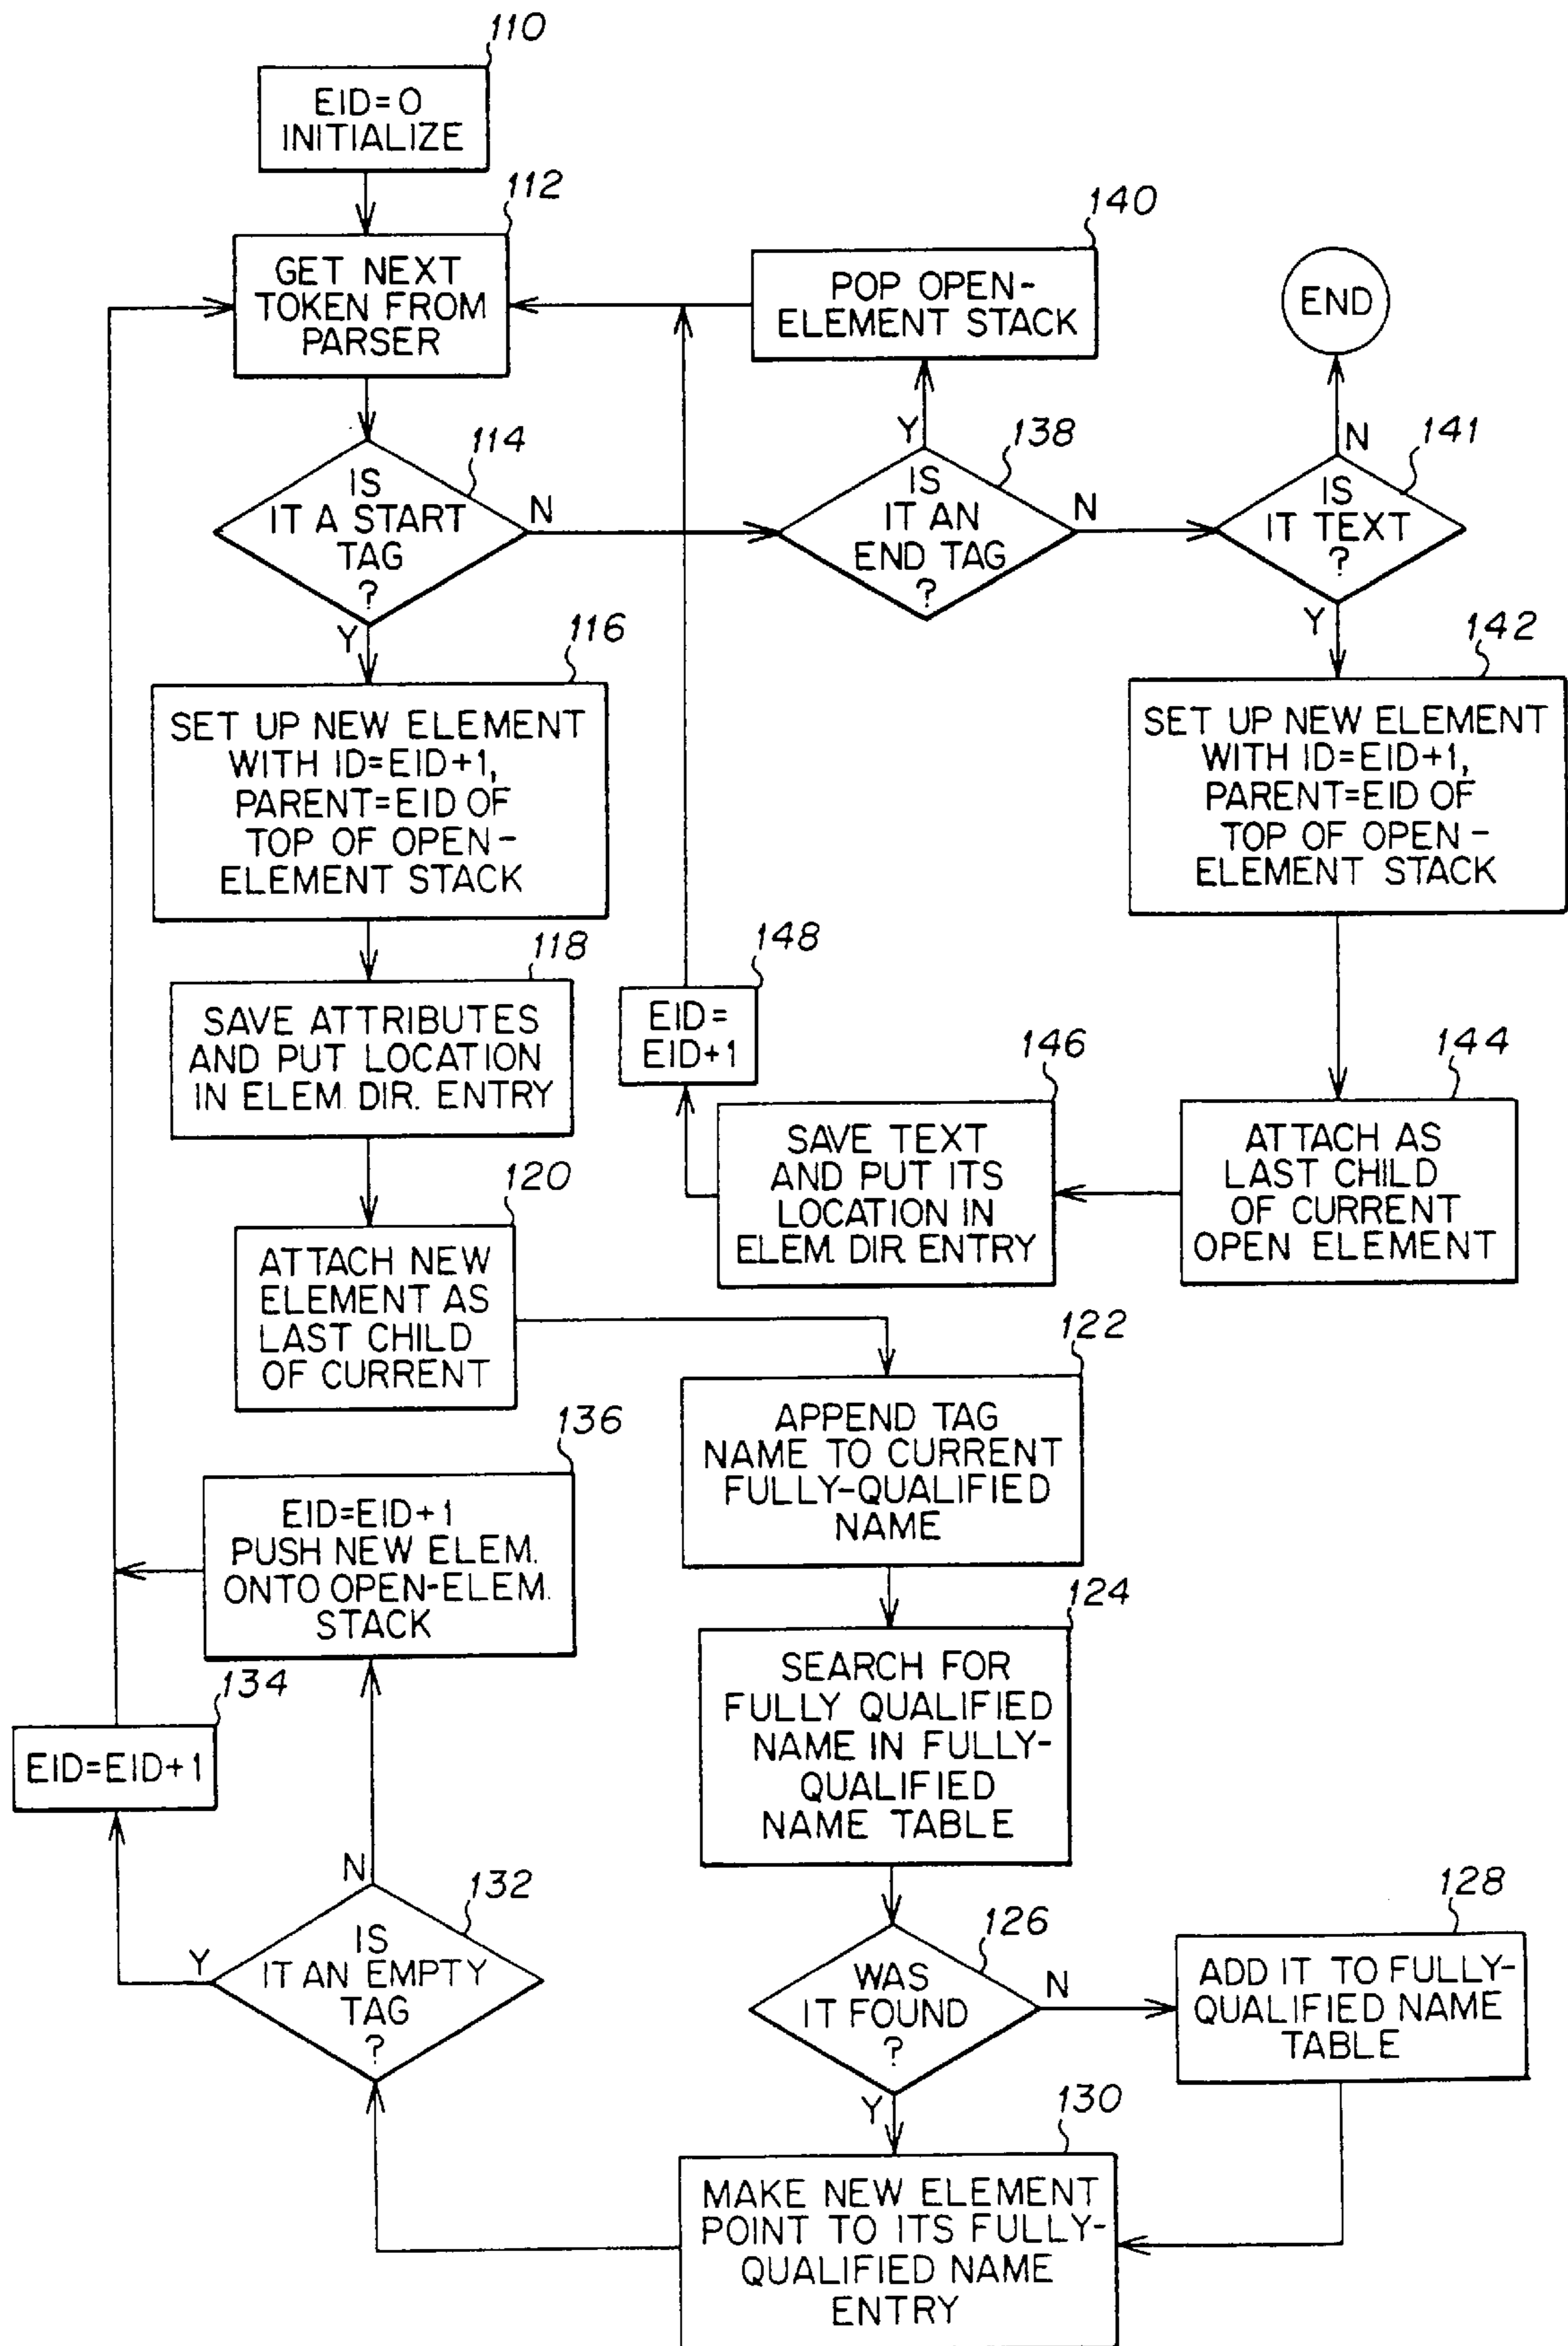 110
EID=0
INITIALIZE
112
GET NEXT
TOKEN FROM
PARSER
140
POP OPEN-
ELEMENT STACK
END
114
IS
IT A START
TAG
?
N
Y
138
IS
IT AN
END TAG
?
Y
N
141
IS
IT TEXT
?
N
Y
116
SET UP NEW ELEMENT
WITH ID=EID+1,
PARENT=EID OF
TOP OF OPEN-
ELEMENT STACK
142
SET UP NEW ELEMENT
WITH ID=EID+1,
PARENT=EID OF
TOP OF OPEN-
ELEMENT STACK
118
SAVE ATTRIBUTES
AND PUT LOCATION
IN ELEM. DIR. ENTRY
148
EID=
EID+1
146
SAVE TEXT
AND PUT ITS
LOCATION IN
ELEM. DIR. ENTRY
144
ATTACH AS
LAST CHILD
OF CURRENT
OPEN ELEMENT
120
ATTACH NEW
ELEMENT AS
LAST CHILD
OF CURRENT
122
APPEND TAG
NAME TO CURRENT
FULLY-QUALIFIED
NAME
136
EID=EID+1
PUSH NEW ELEM.
ONTO OPEN-ELEM.
STACK
124
SEARCH FOR
FULLY QUALIFIED
NAME IN FULLY-
QUALIFIED
NAME TABLE
134
EID=EID+1
132
IS
IT AN EMPTY
TAG
?
N
Y
126
WAS
IT FOUND
?
N
Y
128
ADD IT TO FULLY-
QUALIFIED NAME
TABLE
130
MAKE NEW ELEMENT
POINT TO ITS FULLY-
QUALIFIED NAME
ENTRY